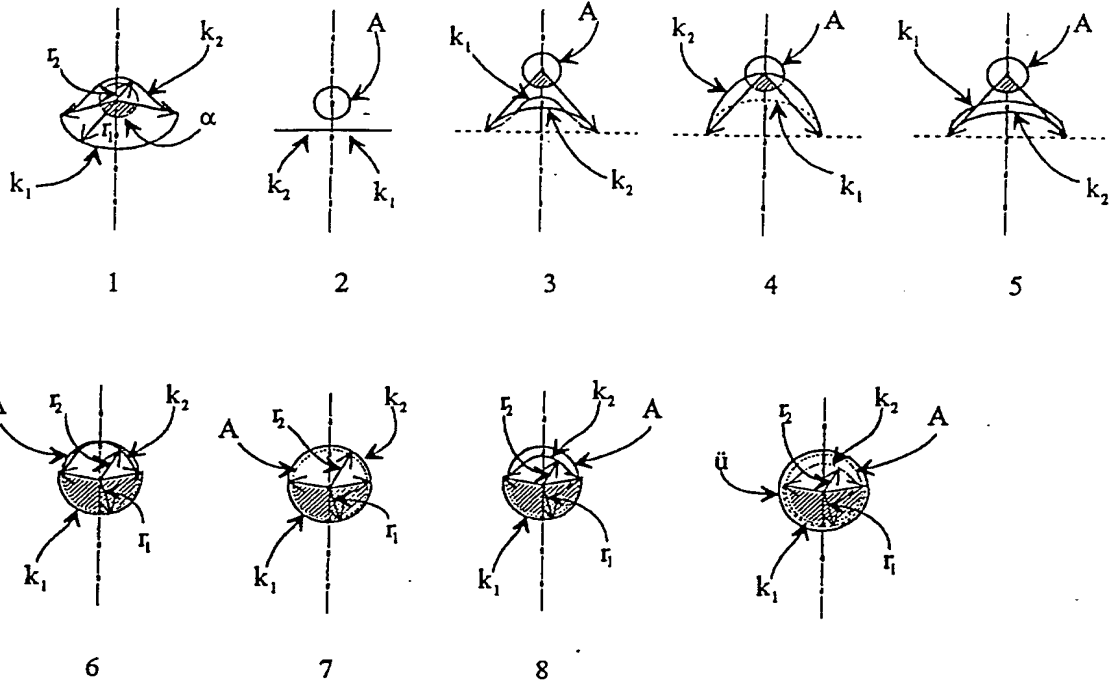 r₂ k₂ α r₁ k₁
A k₂ k₁
k₁ A k₂
k₂ A k₁
k₁ A k₂
1 2 3 4 5
A r₂ k₂ k₁ r₁
A r₂ k₂ k₁ r₁
r₂ k₂ A k₁ r₁
ü r₂ k₂ A k₁ r₁
6 7 8